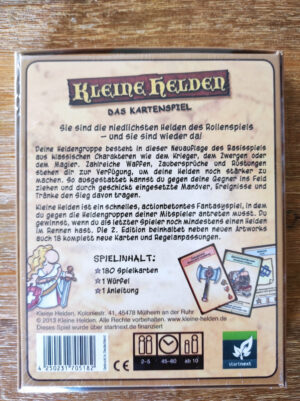 KLEINE HELDEN
DAS KARTENSPIEL
Sie sind die niedlichsten Helden des Rollenspiels
– und sie sind wieder da!
Deine Heldengruppe besteht in dieser Neuauflage des Basisspiels
aus klassischen Charakteren wie dem Krieger, dem Zwergen oder
dem Magier. Zahlreiche Waffen, Zaubersprüche und Rüstungen
stehen dir zur Verfügung, um deine Helden noch stärker zu
machen. So ausgestattet kannst du gegen deine Gegner ins Feld
ziehen und durch geschickt eingesetzte Manöver, Ereignisse und
Tränke den Sieg davon tragen.
Kleine Helden ist ein schnelles, actionbetontes Fantasyspiel, in dem
du gegen die Heldengruppen deiner Mitspieler antreten musst. Du
gewinnst, wenn du als letzter Spieler noch mindestens einen Helden
im Rennen hast. Die 2. Edition beinhaltet neben neuen Artworks
auch 18 komplett neue Karten und Regelanpassungen.
SPIELINHALT:
180 Spielkarten
1 Würfel
1 Anleitung
Kleine Helden, Koloniestr. 41, 45478 Mülheim an der Ruhr
© 2013 Kleine Helden. Alle Rechte vorbehalten. www.kleine-helden.de
Dieses Spiel wurde über startnext.de finanziert
4 250231 705182
2-5
45-60
ab 10
startnext